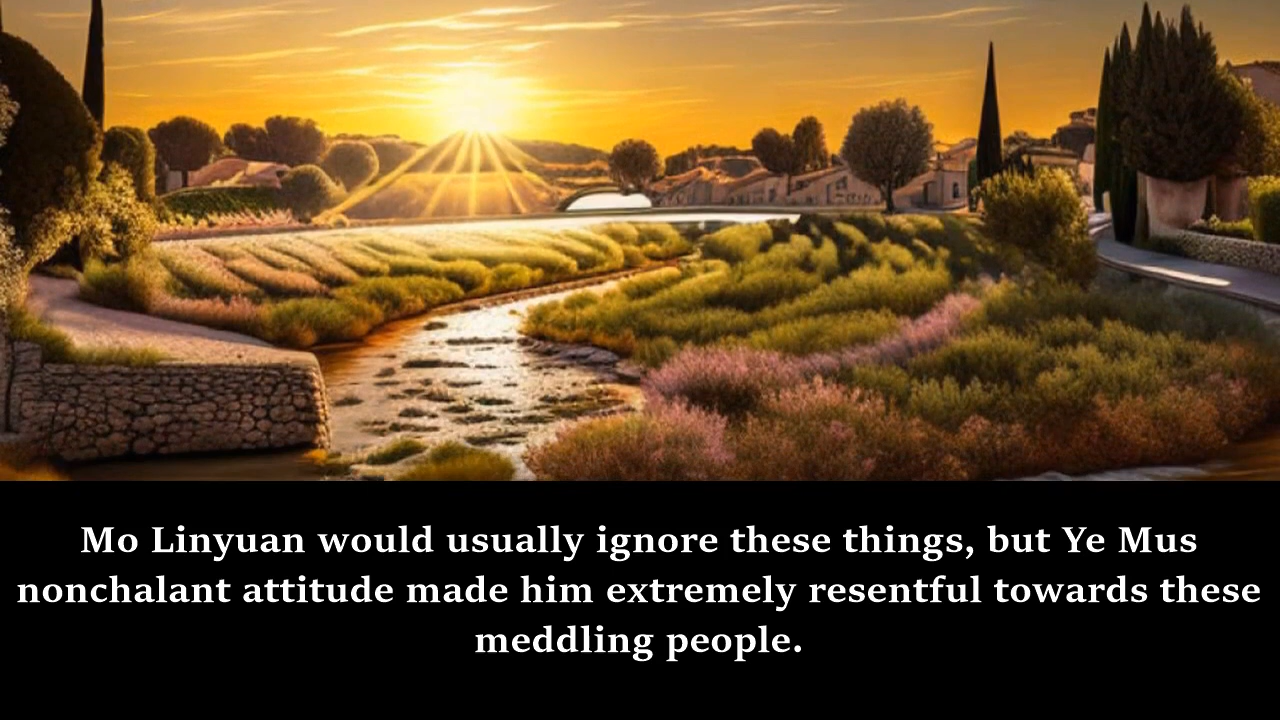 Mo Linyuan would usually ignore these things, but Ye Mus
nonchalant attitude made him extremely resentful towards these
meddling people.